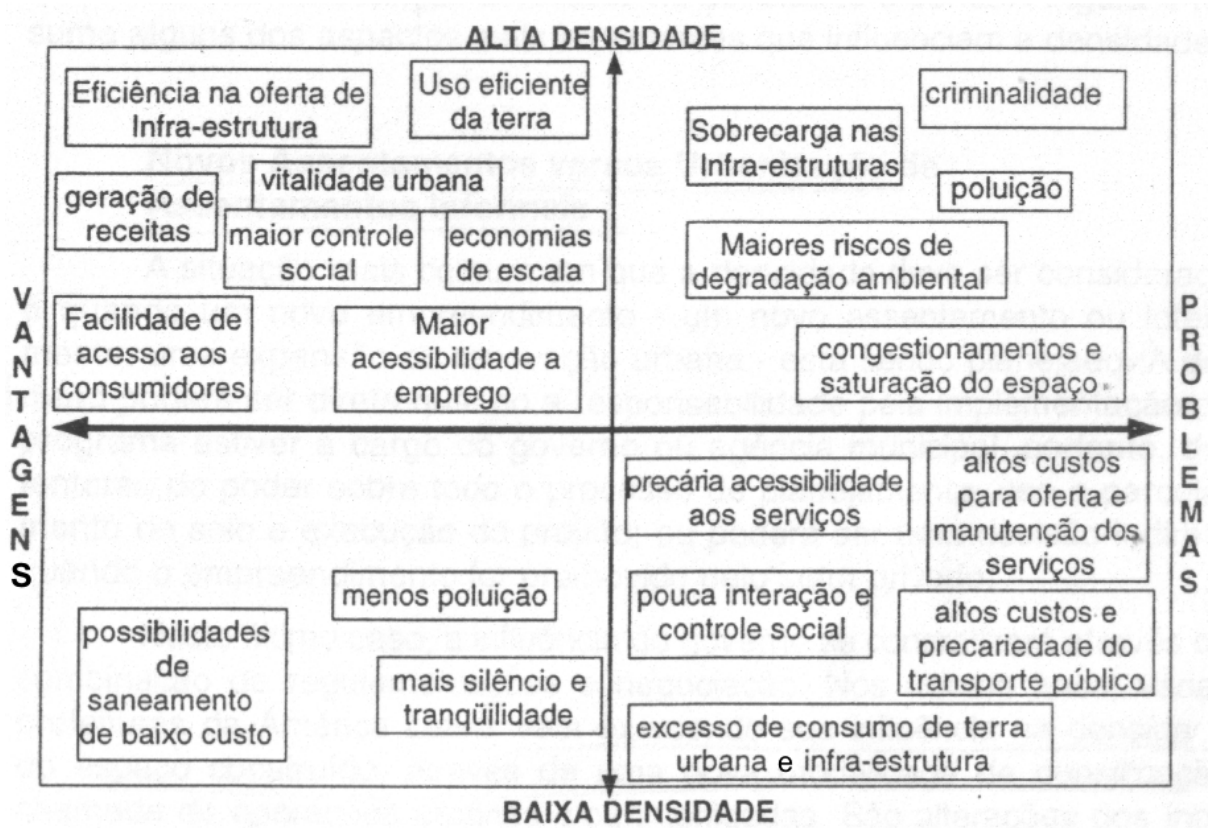 ALTA DENSIDADE
Eficiência na oferta de
Infra-estrutura
Uso eficiente
da terra
criminalidade
Sobrecarga nas
Infra-estruturas
geração de
receitas
vitalidade urbana
poluição
maior controle
social
economias
de escala
Maiores riscos de
degradação ambiental
Facilidade de
acesso aos
consumidores
Maior
acessibilidade a
emprego
congestionamentos e
saturação do espaço
VANTAGENS
PROBLEMAS
precária acessibilidade
aos serviços
altos custos
para oferta e
manutenção dos
serviços
menos poluição
pouca interação e
controle social
altos custos e
precariedade do
transporte público
possibilidades
de
saneamento
de baixo custo
mais silêncio e
tranqüilidade
excesso de consumo de terra
urbana e infra-estrutura
BAIXA DENSIDADE